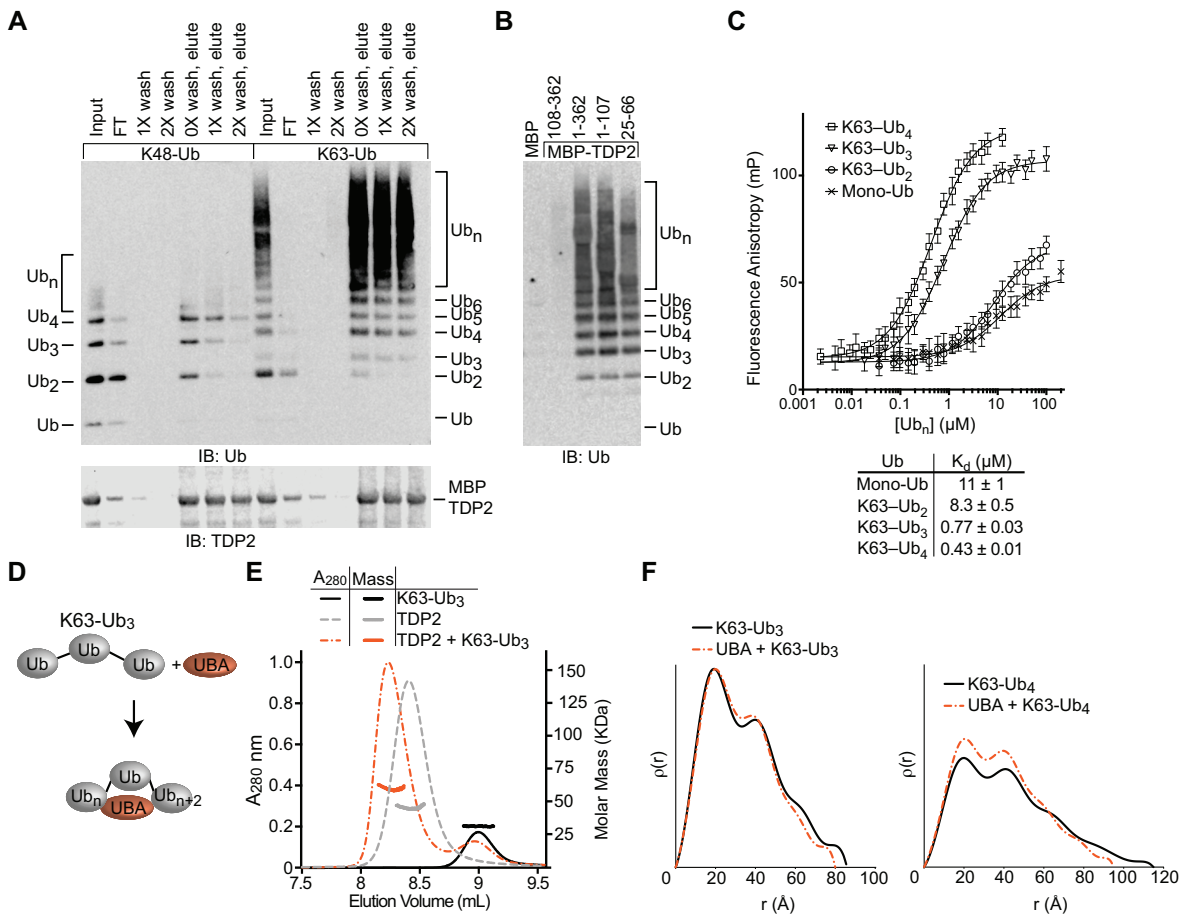 A
Input
FT
1X wash
2X wash
0X wash, elute
1X wash, elute
2X wash, elute
Input
FT
1X wash
2X wash
0X wash, elute
1X wash, elute
2X wash, elute
K48-Ub
K63-Ub
Ubn
Ub4
Ub3
Ub2
Ub
Ubn
Ub6
Ub5
Ub4
Ub3
Ub2
Ub
IB: Ub
MBP
TDP2
IB: TDP2
B
MBP
108-362
1-362
1-107
25-66
MBP-TDP2
Ubn
Ub6
Ub5
Ub4
Ub3
Ub2
Ub
IB: Ub
C
K63–Ub4
K63–Ub3
K63–Ub2
Mono-Ub
Fluorescence Anisotropy (mP)
100
50
0
0.001 0.01 0.1 1 10 100
[Ubn] (µM)
Ub Kd (µM)
Mono-Ub 11 ± 1
K63–Ub2 8.3 ± 0.5
K63–Ub3 0.77 ± 0.03
K63–Ub4 0.43 ± 0.01
D
K63-Ub3
Ub Ub Ub + UBA
Ub
Ubn UBA Ubn+2
E
A280 Mass
K63-Ub3
TDP2
TDP2 + K63-Ub3
A280 nm
1.0
0.8
0.6
0.4
0.2
0
150
125
100
75
50
25
Molar Mass (KDa)
7.5 8 8.5 9 9.5
Elution Volume (mL)
F
K63-Ub3
UBA + K63-Ub3
ρ(r)
0 20 40 60 80 100
r (Å)
K63-Ub4
UBA + K63-Ub4
ρ(r)
0 20 40 60 80 100 120
r (Å)